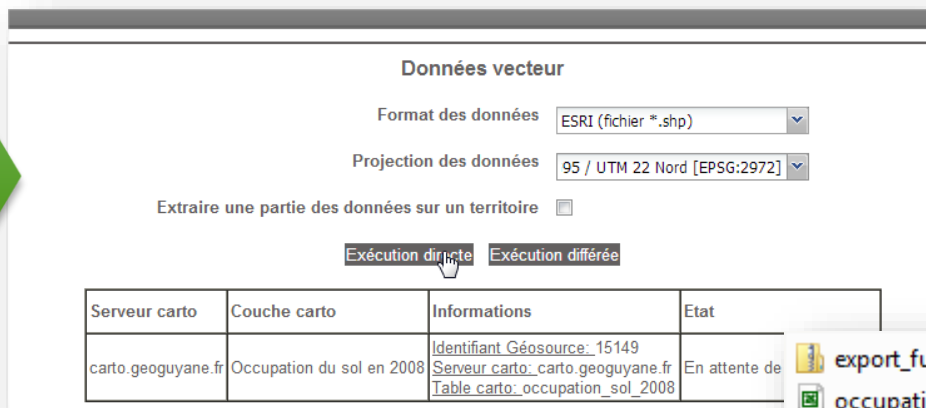 Données vecteur
Format des données ESRI (fichier *.shp)
Projection des données 95 / UTM 22 Nord [EPSG:2972]
Extraire une partie des données sur un territoire
Exécution directe Exécution différée
Serveur carto Couche carto Informations Etat
Identifiant Géosource: 15149
carto.geoguyane.fr Occupation du sol en 2008 Serveur carto: carto.geoguyane.fr En attente de
Table carto: occupation_sol_2008
export_fu
occupati